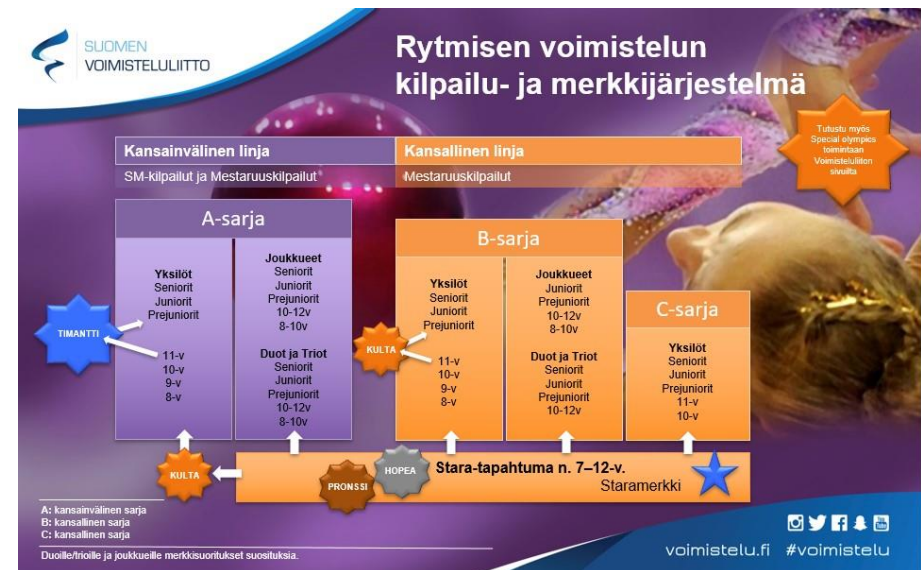 SUOMEN
VOIMISTELULIITTO
Rytmisen voimistelun
kilpailu- ja merkkijärjestelmä
Tutustu myös
Special olympics
toimintaan
Voimisteluliiton
sivuilta
Kansainvälinen linja
Kansallinen linja
SM-kilpailut ja Mestaruuskilpailut*
Mestaruuskilpailut
A-sarja
Yksilöt
Seniorit
Juniorit
Prejuniorit
11-v
10-v
9-v
8-v
Joukkueet
Seniorit
Juniorit
Prejuniorit
10-12v
8-10v
Duot ja Triot
Seniorit
Juniorit
Prejuniorit
10-12v
8-10v
TIMANTTI
B-sarja
Yksilöt
Seniorit
Juniorit
Prejuniorit
11-v
10-v
9-v
8-v
Joukkueet
Seniorit
Juniorit
Prejuniorit
10-12v
8-10v
Duot ja Triot
Seniorit
Juniorit
Prejuniorit
10-12v
KULTA
C-sarja
Yksilöt
Seniorit
Juniorit
Prejuniorit
11-v
10-v
KULTA
PRONSSI
HOPEA
Stara-tapahtuma n. 7–12-v.
Staramerkki
A: kansainvälinen sarja
B: kansallinen sarja
C: kansallinen sarja
Duoille/trioille ja joukkueille merkkisuoritukset suosituksia.
voimistelu.fi #voimistelu